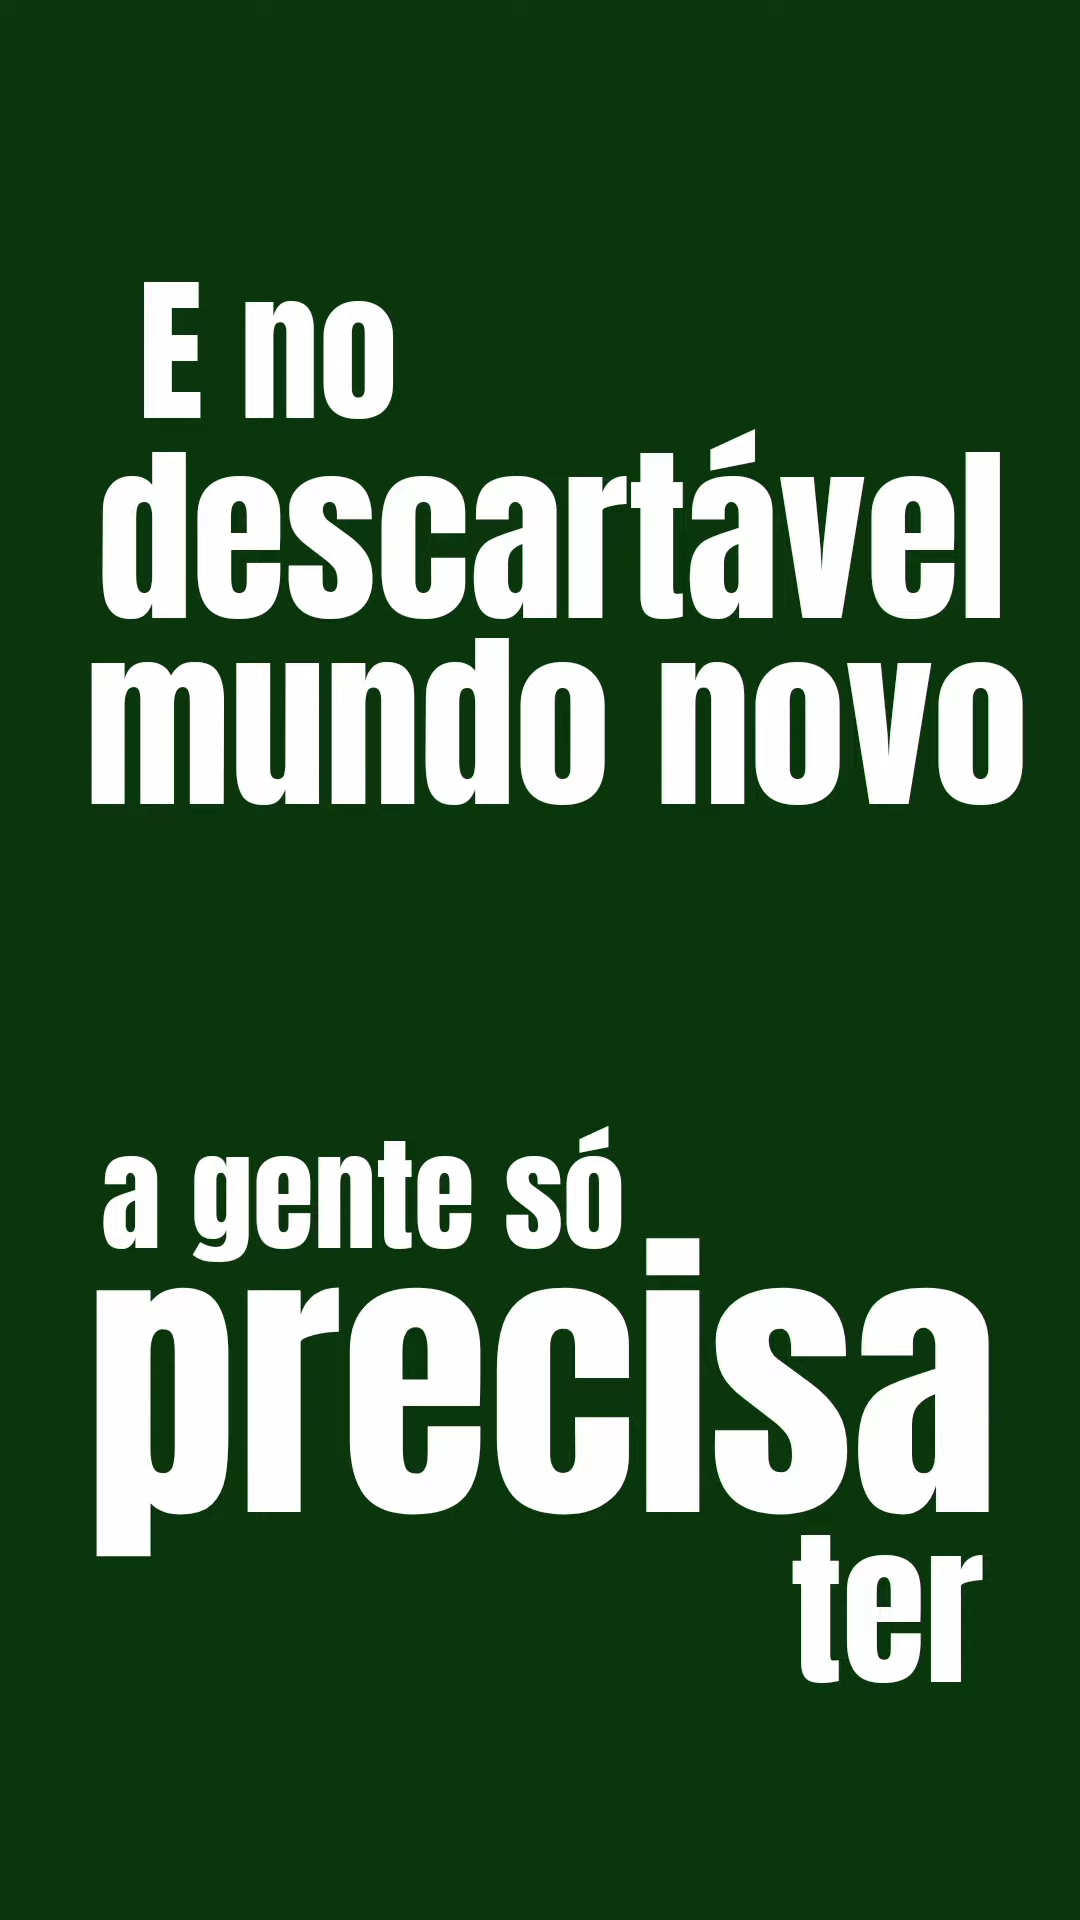 E no
descartável
mundo novo
a gente só
precisa
ter